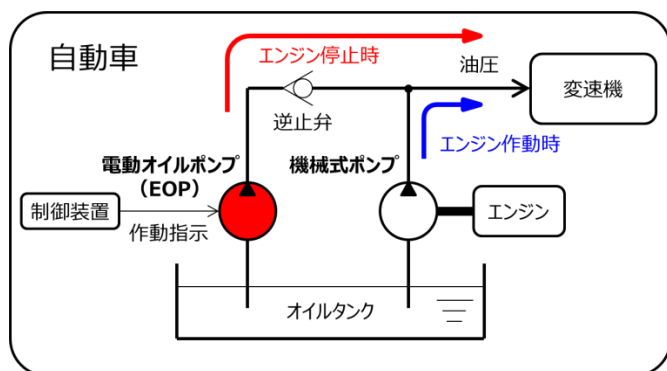 自動車
エンジン停止時
油圧
変速機
逆止弁
エンジン作動時
電動オイルポンプ
（EOP）
機械式ポンプ
制御装置
作動指示
エンジン
オイルタンク